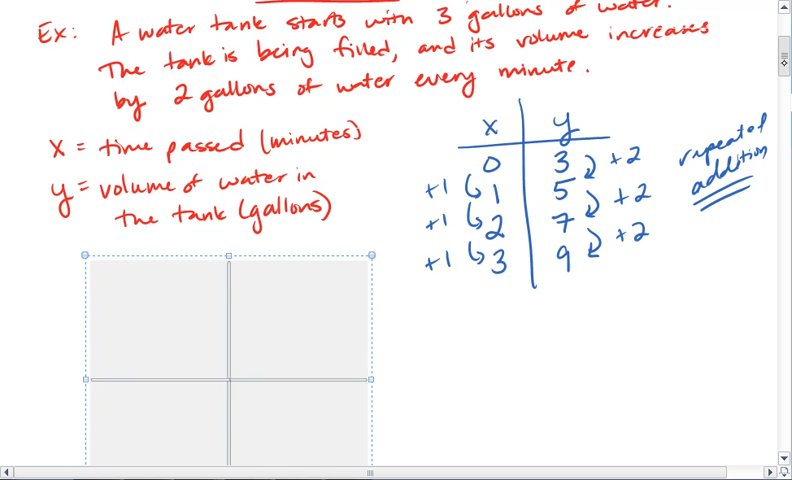 Ex: A water tank starts with 3 gallons of water.
The tank is being filled, and its volume increases
by 2 gallons of water every minute.
x = time passed (minutes)
y = volume of water in
the tank (gallons)
x y
0 3 +2
+1 1 5 +2
+1 2 7 +2
+1 3 9
repeated
addition